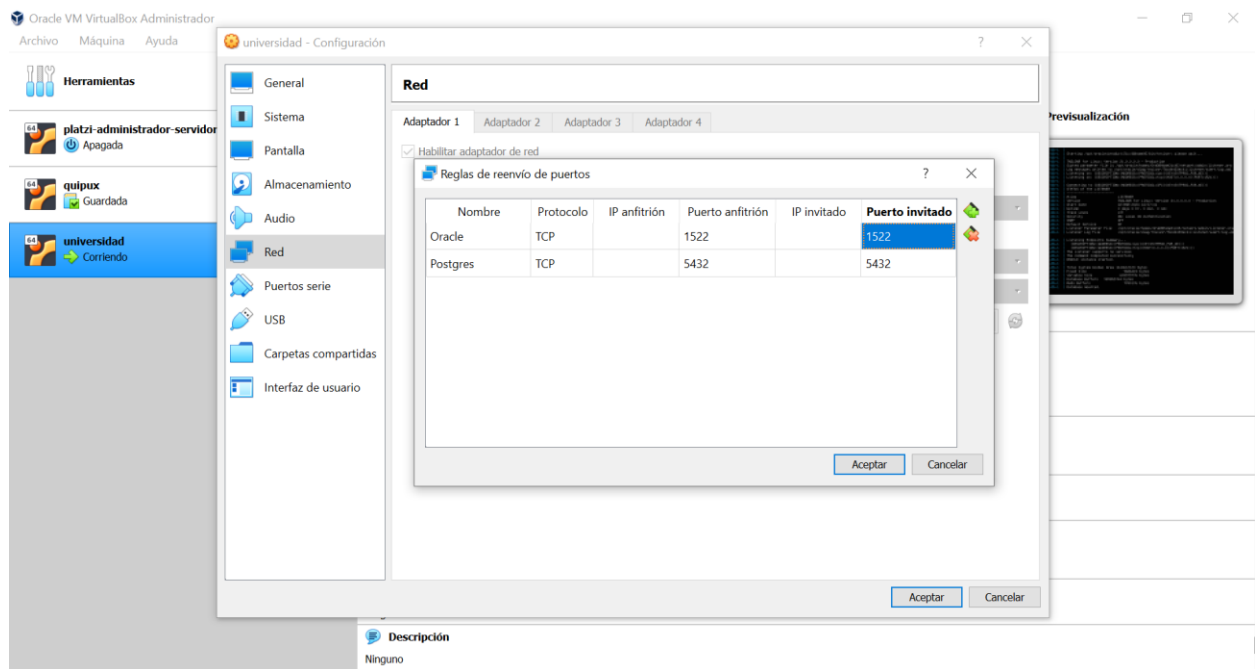 Oracle VM VirtualBox Administrador
Archivo Máquina Ayuda
Herramientas
64 platzi-administrador-servidor
Apagada
64 quipux
Guardada
64 universidad
Corriendo
universidad - Configuración ?
General
Sistema
Pantalla
Almacenamiento
Audio
Red
Puertos serie
USB
Carpetas compartidas
Interfaz de usuario
Red
Adaptador 1 Adaptador 2 Adaptador 3 Adaptador 4
Habilitar adaptador de red
Reglas de reenvío de puertos ?
Nombre Protocolo IP anfitrión Puerto anfitrión IP invitado Puerto invitado
Oracle TCP 1522 1522
Postgres TCP 5432 5432
Aceptar Cancelar
Aceptar Cancelar
Previsualización
Descripción
Ninguno